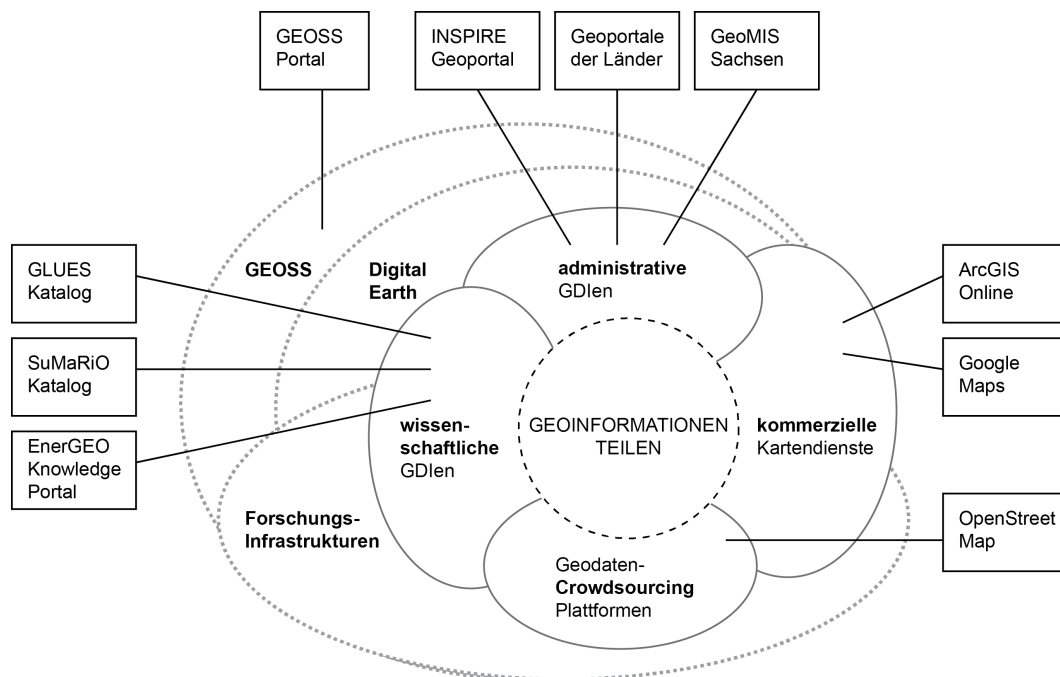 GEOSS
Portal
INSPIRE
Geoportal
Geoportale
der Länder
GeoMIS
Sachsen
GLUES
Katalog
SuMaRiO
Katalog
EnerGEO
Knowledge
Portal
GEOSS
Digital
Earth
administrative
GDIen
ArcGIS
Online
Google
Maps
wissen-
schaftliche
GDIen
GEOINFORMATIONEN
TEILEN
kommerzielle
Kartendienste
Forschungs-
Infrastrukturen
Geodaten-
Crowdsourcing
Plattformen
OpenStreet
Map